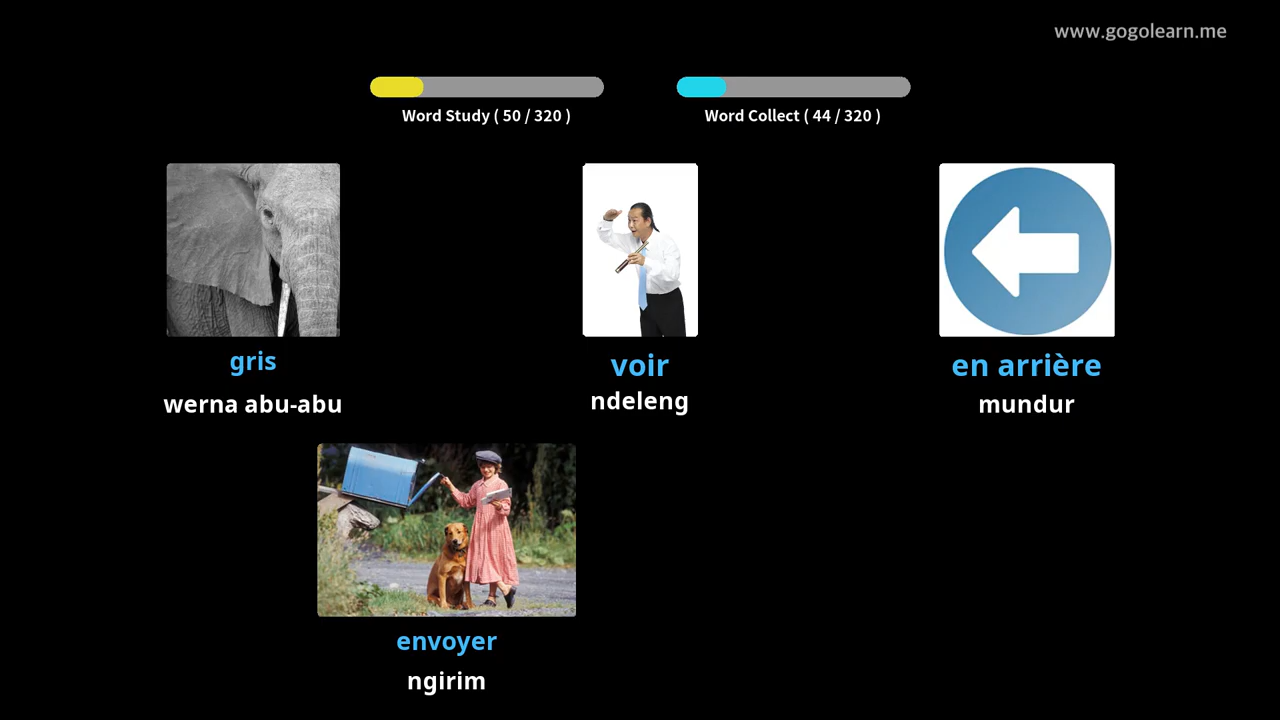 www.gogolearn.me
Word Study ( 50 / 320 )
Word Collect ( 44 / 320 )
gris
werna abu-abu
voir
ndeleng
en arrière
mundur
envoyer
ngirim